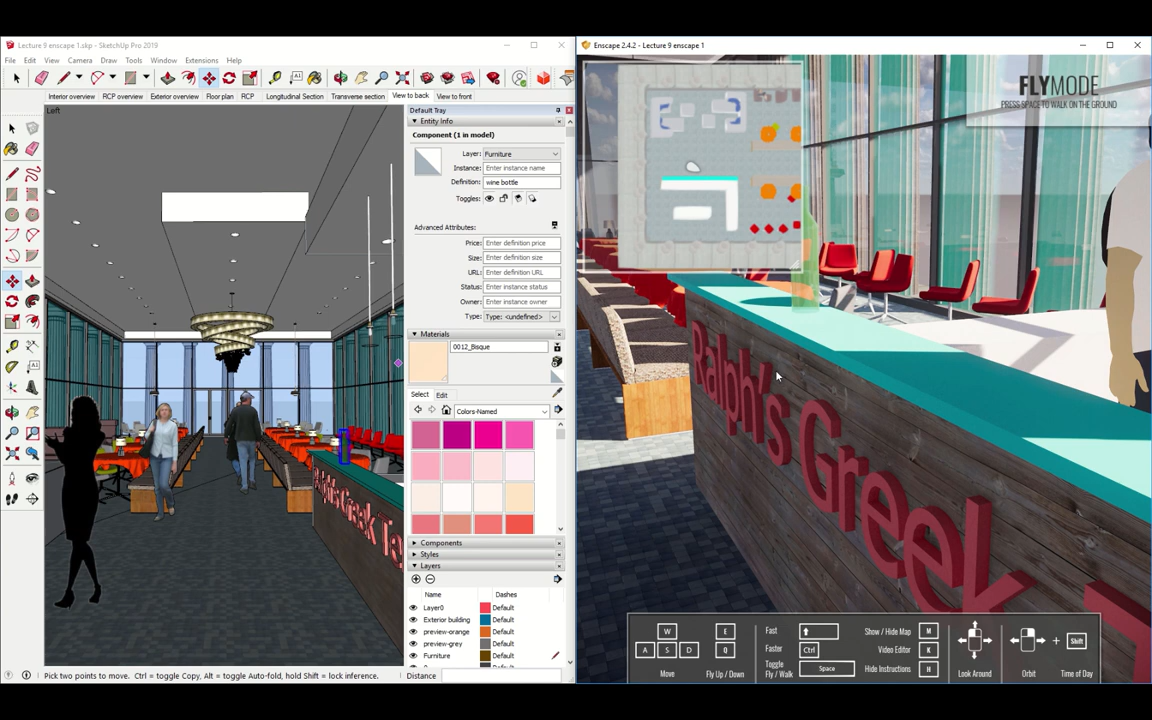 Lecture 9 enscape 1.skp - SketchUp Pro 2019
File Edit View Camera Draw Tools Window Extensions Help
Interior overview RCP overview Exterior overview Floor plan RCP Longitudinal Section Transverse section View to back View to front
Left
Default Tray
Entity Info
Component (1 in model)
Layer: Furniture
Instance: Enter instance name
Definition: wine bottle
Toggles:
Advanced Attributes:
Price: Enter definition price
Size: Enter definition size
URL: Enter definition URL
Status: Enter instance status
Owner: Enter instance owner
Type: Type: <undefined>
Materials
0012_Bisque
Select Edit
Colors-Named
Components
Styles
Layers
Name Dashes
Layer0 Default
Exterior building Default
preview-orange Default
preview-grey Default
Furniture Default
Ralph's Greek Ta
Pick two points to move. Ctrl = toggle Copy, Alt = toggle Auto-fold, hold Shift = lock inference.
Distance
Enscape 2.4.2 - Lecture 9 enscape 1
FLYMODE
PRESS SPACE TO WALK ON THE GROUND
Ralph's Greek T
W
A S D
Move
E
Q
Fly Up / Down
Fast
Faster Ctrl
Toggle Fly / Walk Space
Show / Hide Map M
Video Editor K
Hide Instructions H
Look Around
Orbit
+ Shift
Time of Day